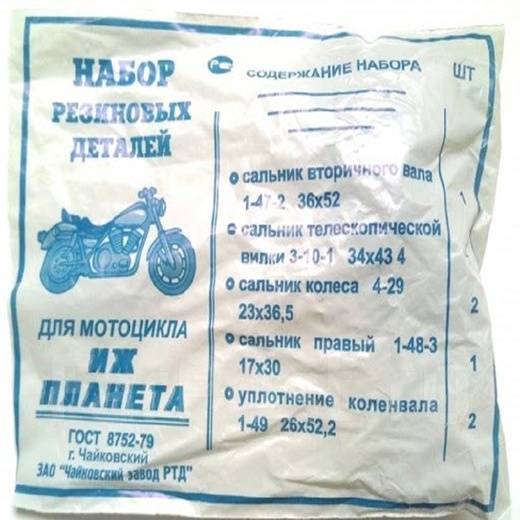 НАБОР
РЕЗИНОВЫХ
ДЕТАЛЕЙ
ДЛЯ МОТОЦИКЛА
ИЖ
ПЛАНЕТА
ГОСТ 8752-79
г. Чайковский
ЗАО "Чайковский завод РТД"
СОДЕРЖАНИЕ НАБОРА ШТ
сальник вторичного вала
1-47-2 36х52 1
сальник телескопической
вилки 3-10-1 34х43 4
сальник колеса 4-29
23х36,5 2
сальник правый 1-48-3
17х30 1
уплотнение коленвала
1-49 26х52,2 2